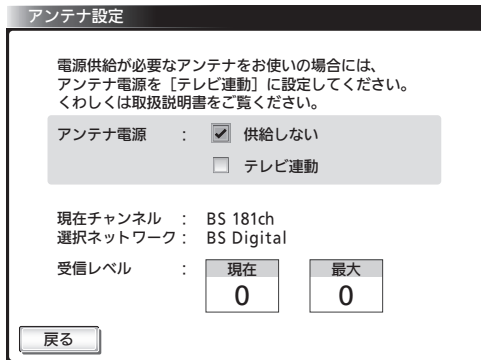 アンテナ設定
電源供給が必要なアンテナをお使いの場合には、
アンテナ電源を［テレビ連動］に設定してください。
くわしくは取扱説明書をご覧ください。
アンテナ電源 : 供給しない
テレビ連動
現在チャンネル : BS 181ch
選択ネットワーク : BS Digital
受信レベル : 現在 最大
0 0
戻る